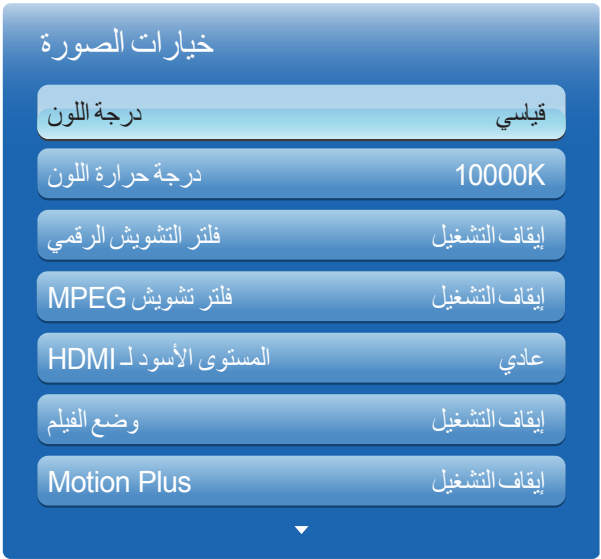 خيارات الصورة
درجة اللون قياسي
درجة حرارة اللون 10000K
فلتر التشويش الرقمي إيقاف التشغيل
فلتر تشويش MPEG إيقاف التشغيل
المستوى الأسود لـ HDMI عادي
وضع الفيلم إيقاف التشغيل
Motion Plus إيقاف التشغيل